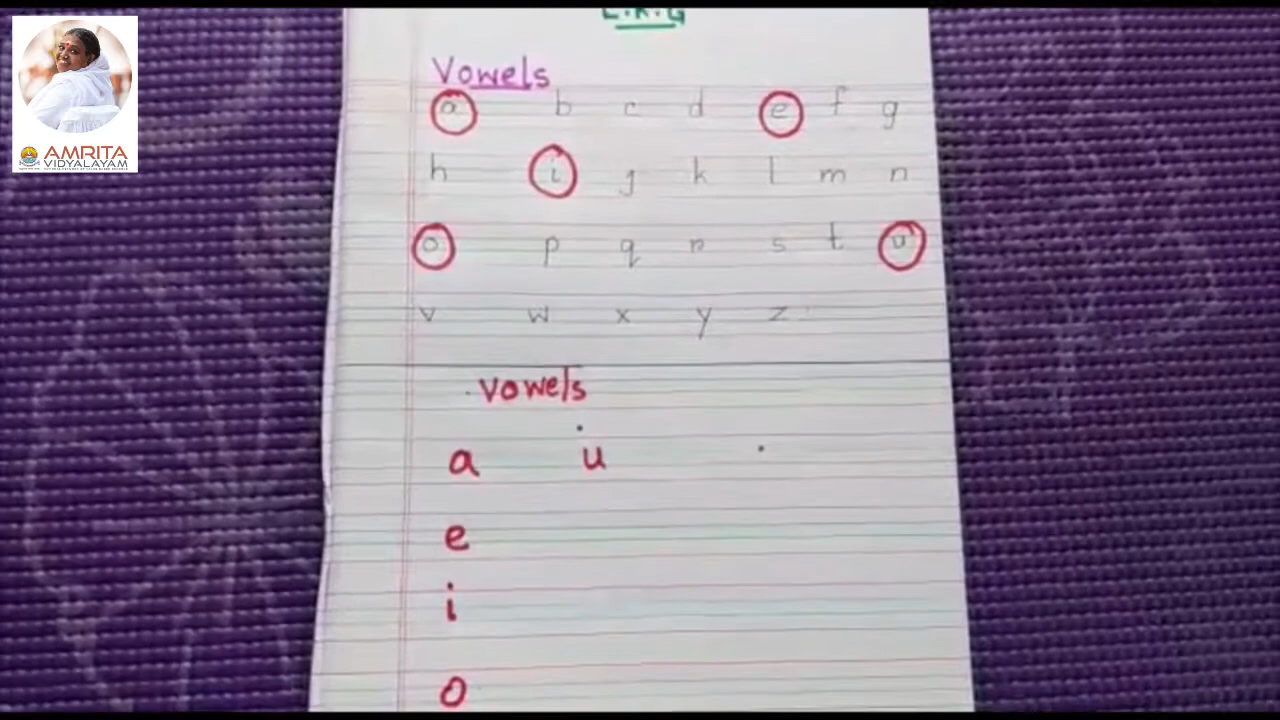 L.K.G
Vowels
a b c d e f g
h i j k l m n
o p q r s t u
v w x y z
vowels
a u
e
i
o
AMRITA
VIDYALAYAM